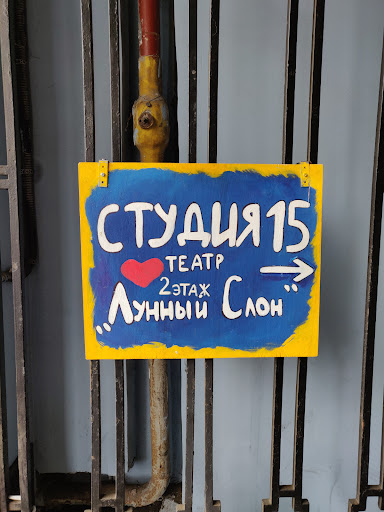 СТУДИЯ 15
ТЕАТР
2 ЭТАЖ
„Лунный Слон"